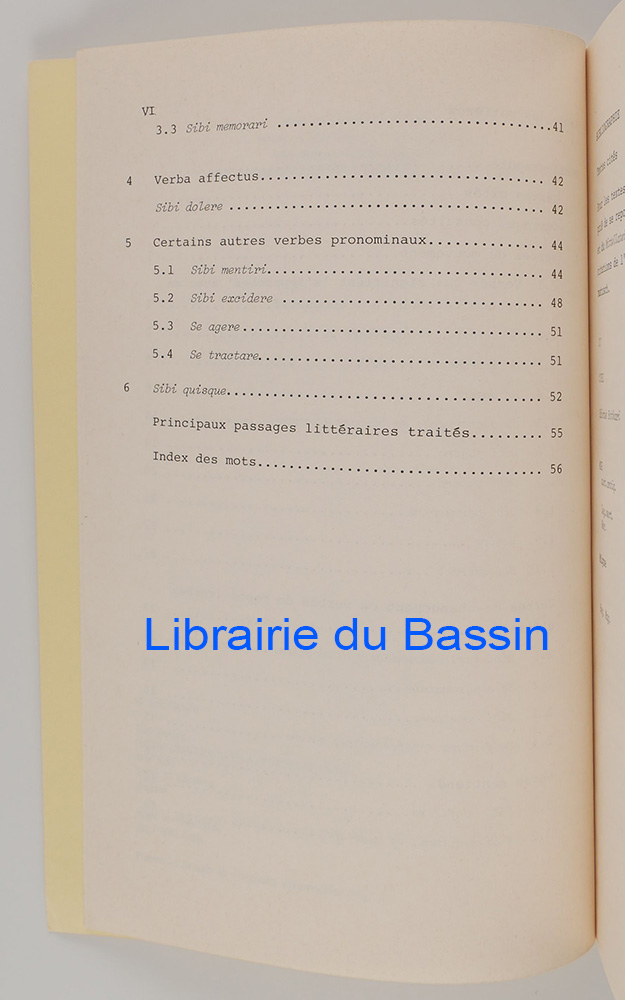 VI
3.3 Sibi memorari ................................41
4 Verba affectus.................................... 42
Sibi dolere ........................................ 42
5 Certains autres verbes pronominaux............... 44
5.1 Sibi mentiri................................... 44
5.2 Sibi excidere ................................. 48
5.3 Se agere...................................... 51
5.4 Se tractare.................................... 51
6 Sibi quisque........................................ 52
Principaux passages littéraires traités......... 55
Index des mots.................................... 56
Librairie du Bassin